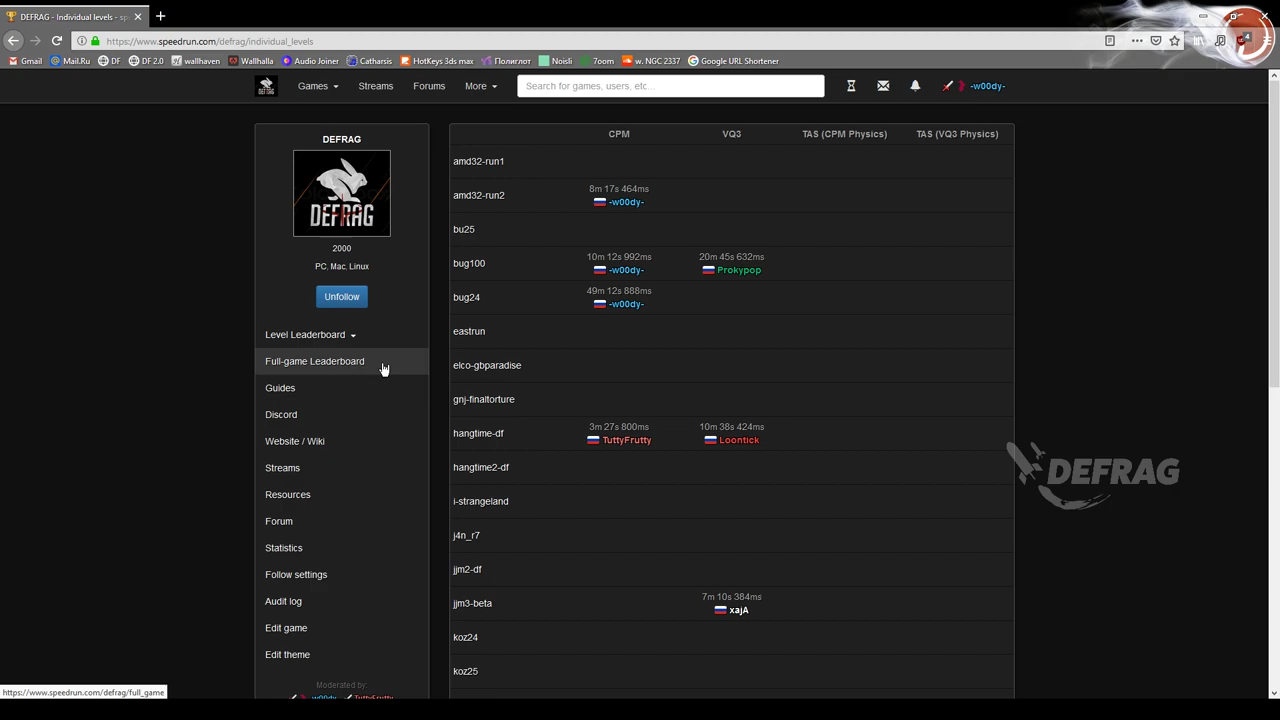 DEFRAG - Individual levels - sp
https://www.speedrun.com/defrag/individual_levels
Gmail Mail.Ru DF DF 2.0 wallhaven Wallhalla Audio Joiner Catharsis HotKeys 3ds max Полиглот Noisli 7oom w. NGC 2337 Google URL Shortener
DEFRAG Games Streams Forums More Search for games, users, etc... -w00dy-
4
DEFRAG
DEFRAG
2000
PC, Mac, Linux
Unfollow
Level Leaderboard
Full-game Leaderboard
Guides
Discord
Website / Wiki
Streams
Resources
Forum
Statistics
Follow settings
Audit log
Edit game
Edit theme
Moderated by:
-w00dy- TuttyFrutty
CPM VQ3 TAS (CPM Physics) TAS (VQ3 Physics)
amd32-run1
amd32-run2 8m 17s 464ms
-w00dy-
bu25
bug100 10m 12s 992ms 20m 45s 632ms
-w00dy- Prokypop
bug24 49m 12s 888ms
-w00dy-
eastrun
elco-gbparadise
gnj-finaltorture
hangtime-df 3m 27s 800ms 10m 38s 424ms
TuttyFrutty Loontick
hangtime2-df
i-strangeland
j4n_r7
jjm2-df
jjm3-beta 7m 10s 384ms
xajA
koz24
koz25
DEFRAG
https://www.speedrun.com/defrag/full_game